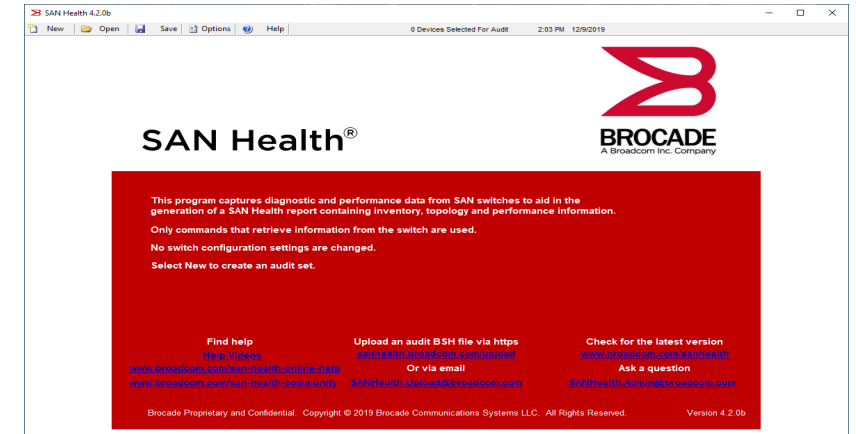 SAN Health 4.2.0b
New Open Save Options Help 0 Devices Selected For Audit 2:03 PM 12/9/2019
SAN Health®
BROCADE
A Broadcom Inc. Company
This program captures diagnostic and performance data from SAN switches to aid in the
generation of a SAN Health report containing inventory, topology and performance information.
Only commands that retrieve information from the switch are used.
No switch configuration settings are changed.
Select New to create an audit set.
Find help
Help Videos
www.broadcom.com/san-health-online-help
www.broadcom.com/san-health-community
Upload an audit BSH file via https
sanhealth.broadcom.com/upload
Or via email
SANHealth.Upload@broadcom.com
Check for the latest version
www.broadcom.com/sanhealth
Ask a question
SANHealth.Admin@broadcom.com
Brocade Proprietary and Confidential. Copyright © 2019 Brocade Communications Systems LLC. All Rights Reserved. Version 4.2.0b